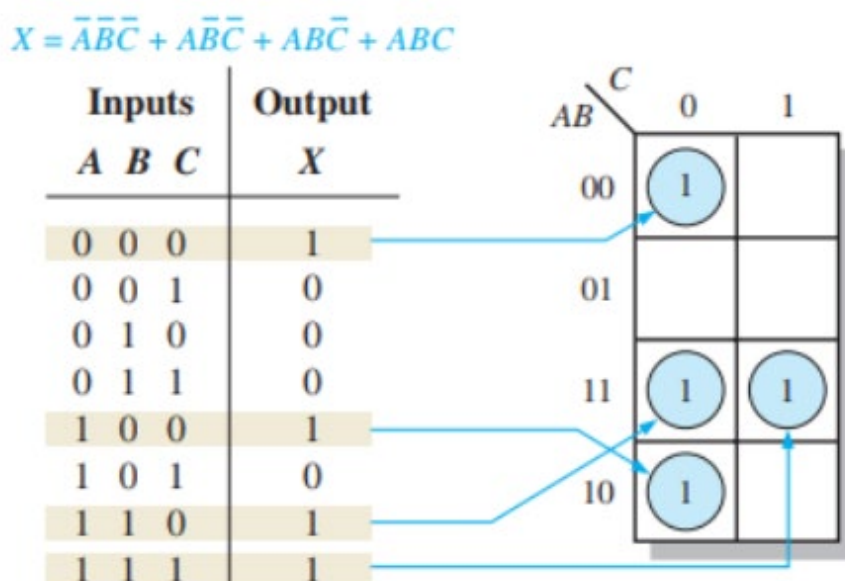 X = A̅B̅C̅ + AB̅C̅ + ABC̅ + ABC
Inputs Output
A B C X
0 0 0 1
0 0 1 0
0 1 0 0
0 1 1 0
1 0 0 1
1 0 1 0
1 1 0 1
1 1 1 1
C
AB 0 1
00 1
01
11 1 1
10 1